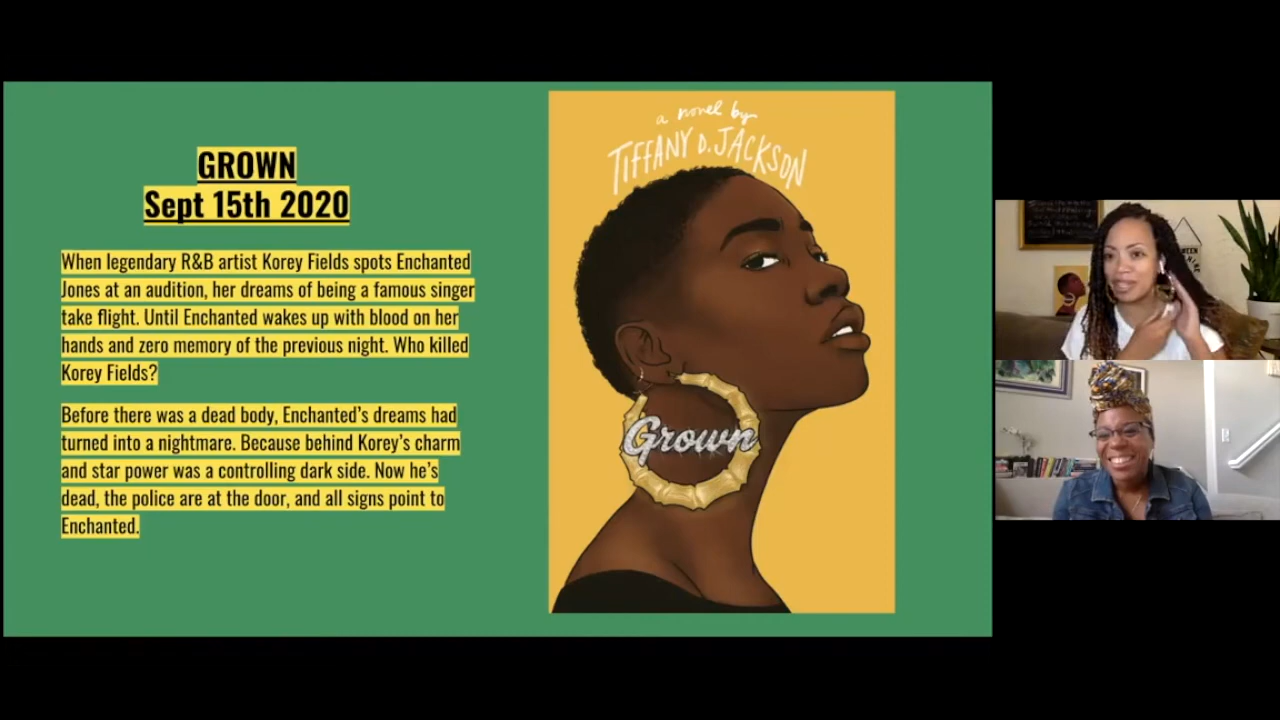 GROWN
Sept 15th 2020
When legendary R&B artist Korey Fields spots Enchanted
Jones at an audition, her dreams of being a famous singer
take flight. Until Enchanted wakes up with blood on her
hands and zero memory of the previous night. Who killed
Korey Fields?
Before there was a dead body, Enchanted’s dreams had
turned into a nightmare. Because behind Korey’s charm
and star power was a controlling dark side. Now he’s
dead, the police are at the door, and all signs point to
Enchanted.
a novel by
TIFFANY D. JACKSON
Grown